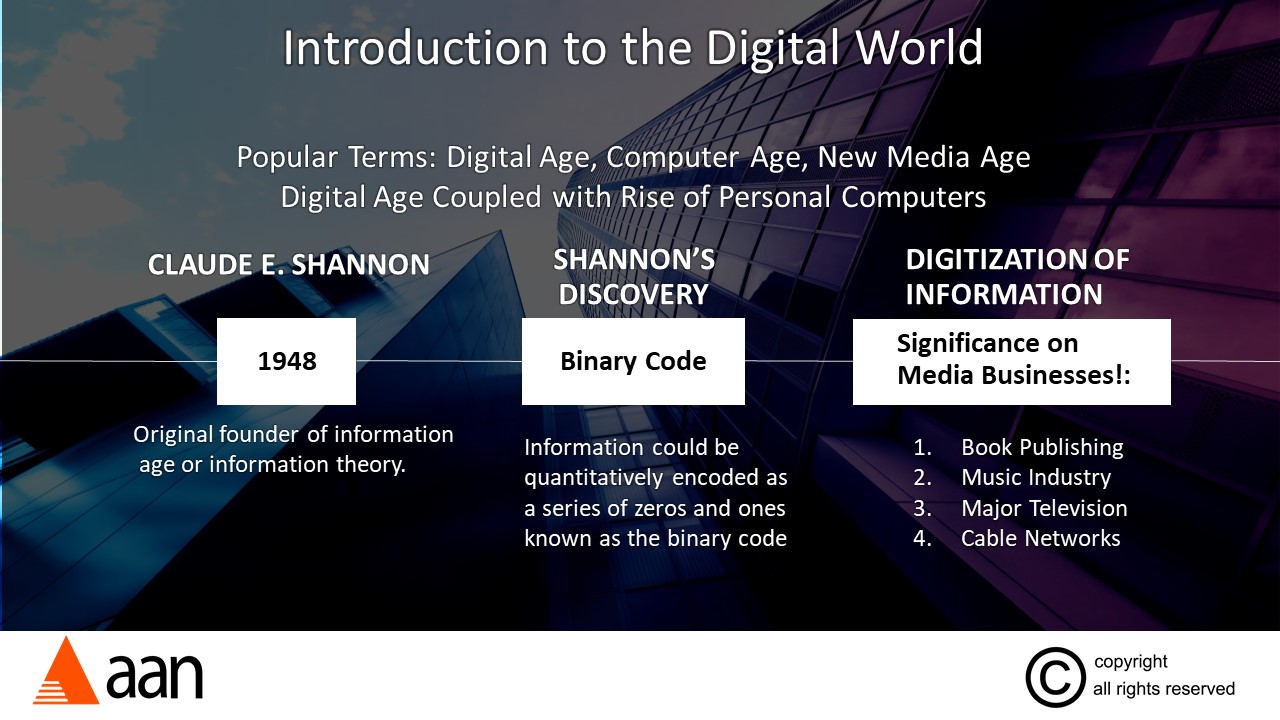 Introduction to the Digital World
Popular Terms: Digital Age, Computer Age, New Media Age
Digital Age Coupled with Rise of Personal Computers
CLAUDE E. SHANNON
1948
Original founder of information
age or information theory.
SHANNON’S
DISCOVERY
Binary Code
Information could be
quantitatively encoded as
a series of zeros and ones
known as the binary code
DIGITIZATION OF
INFORMATION
Significance on
Media Businesses!:
1. Book Publishing
2. Music Industry
3. Major Television
4. Cable Networks
aan
© copyright
all rights reserved